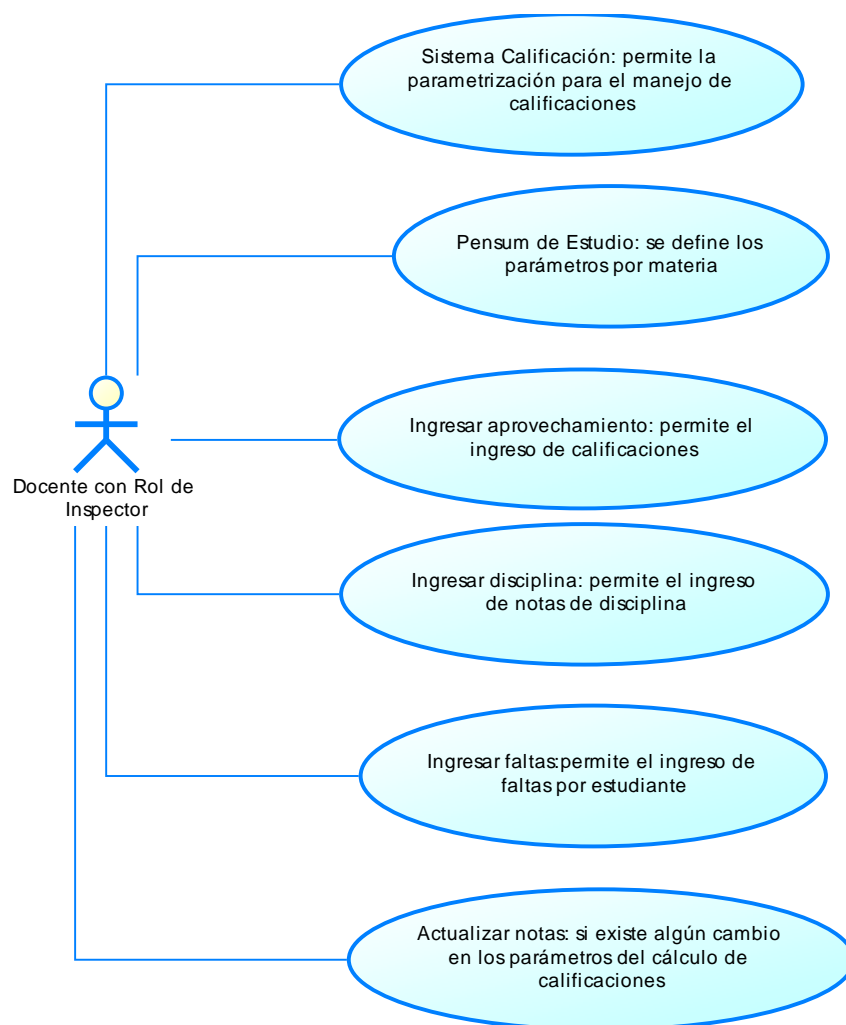 Sistema Calificación: permite la
parametrización para el manejo de
calificaciones
Pensum de Estudio: se define los
parámetros por materia
Ingresar aprovechamiento: permite el
ingreso de calificaciones
Docente con Rol de
Inspector
Ingresar disciplina: permite el ingreso
de notas de disciplina
Ingresar faltas:permite el ingreso de
faltas por estudiante
Actualizar notas: si existe algún cambio
en los parámetros del cálculo de
calificaciones